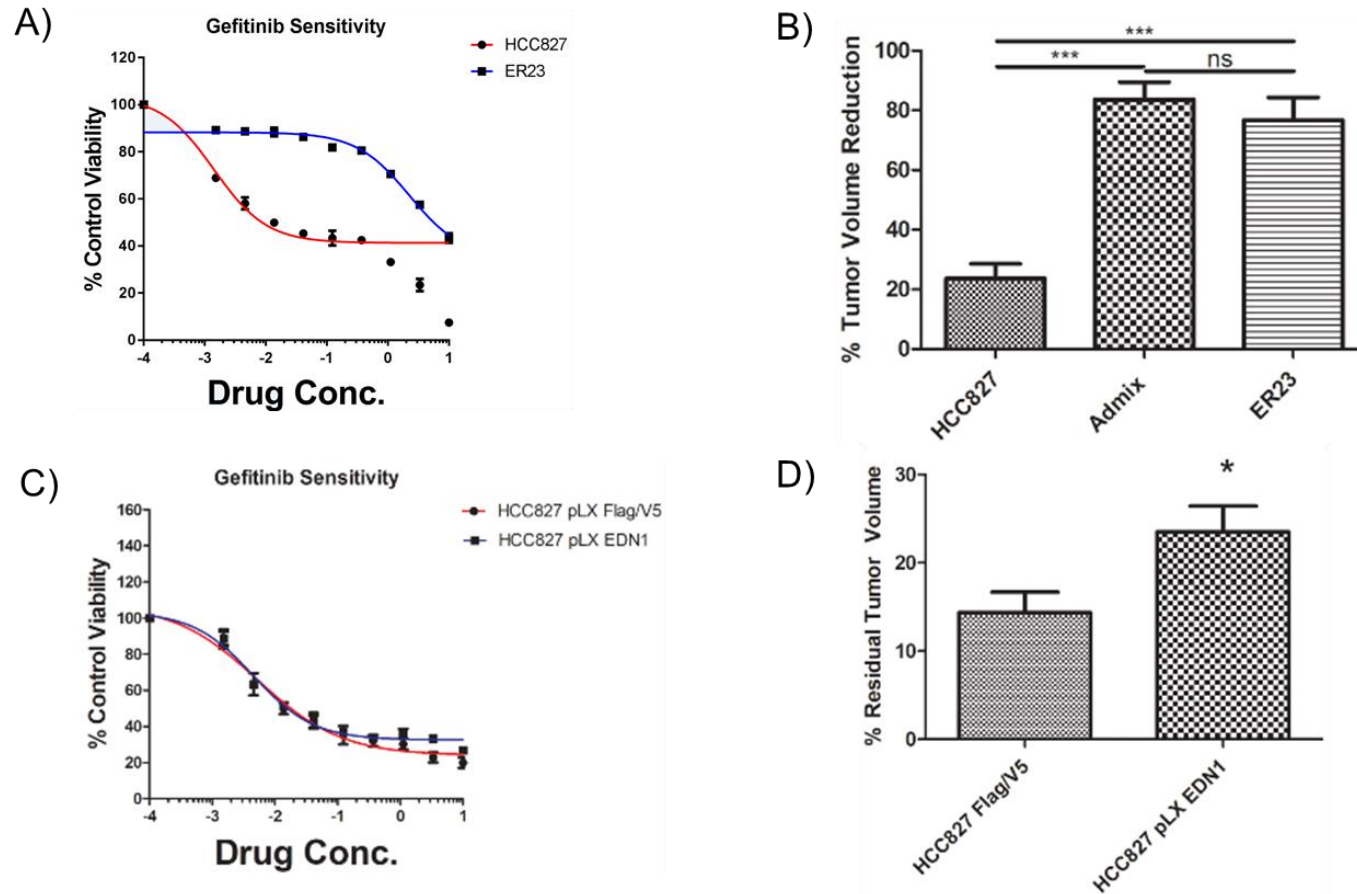 A)
Gefitinib Sensitivity
HCC827
ER23
% Control Viability
120
100
80
60
40
20
0
-4
-3
-2
-1
0
1
Drug Conc.
B)
% Tumor Volume Reduction
100
80
60
40
20
0
***
***
ns
HCC827
Admix
ER23
C)
Gefitinib Sensitivity
HCC827 pLX Flag/V5
HCC827 pLX EDN1
% Control Viability
160
140
120
100
80
60
40
20
0
-4
-3
-2
-1
0
1
Drug Conc.
D)
% Residual Tumor Volume
30
20
10
0
*
HCC827 Flag/V5
HCC827 pLX EDN1